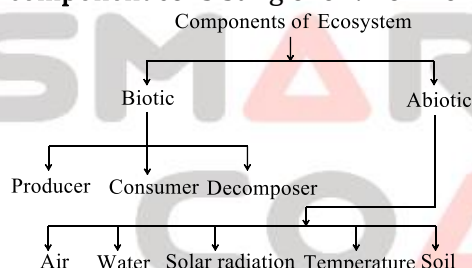 Components of Ecosystem
Biotic
Abiotic
Producer Consumer Decomposer
Air Water Solar radiation Temperature Soil